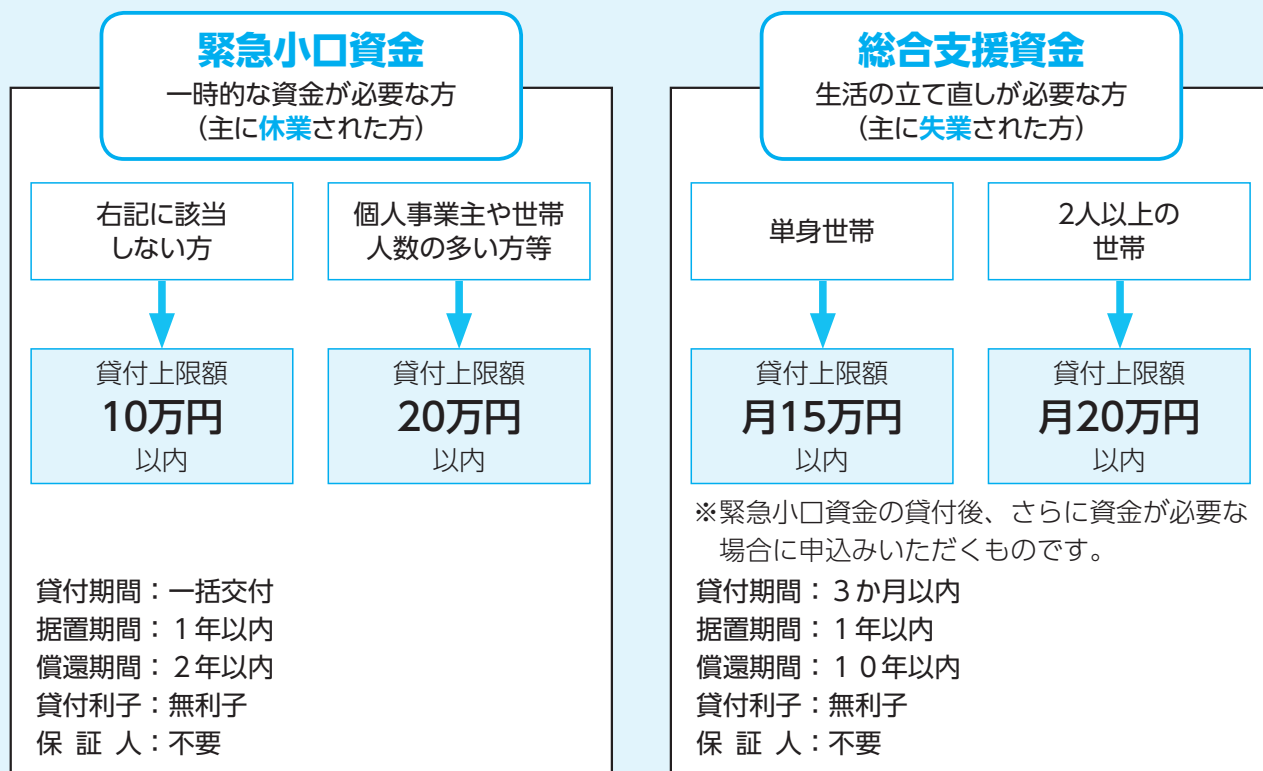 緊急小口資金
一時的な資金が必要な方
（主に休業された方）
右記に該当
しない方
個人事業主や世帯
人数の多い方等
貸付上限額
10万円
以内
貸付上限額
20万円
以内
貸付期間：一括交付
据置期間：１年以内
償還期間：２年以内
貸付利子：無利子
保 証 人：不要
総合支援資金
生活の立て直しが必要な方
（主に失業された方）
単身世帯
2人以上の
世帯
貸付上限額
月15万円
以内
貸付上限額
月20万円
以内
※緊急小口資金の貸付後、さらに資金が必要な
場合に申込みいただくものです。
貸付期間：３か月以内
据置期間：１年以内
償還期間：１０年以内
貸付利子：無利子
保 証 人：不要